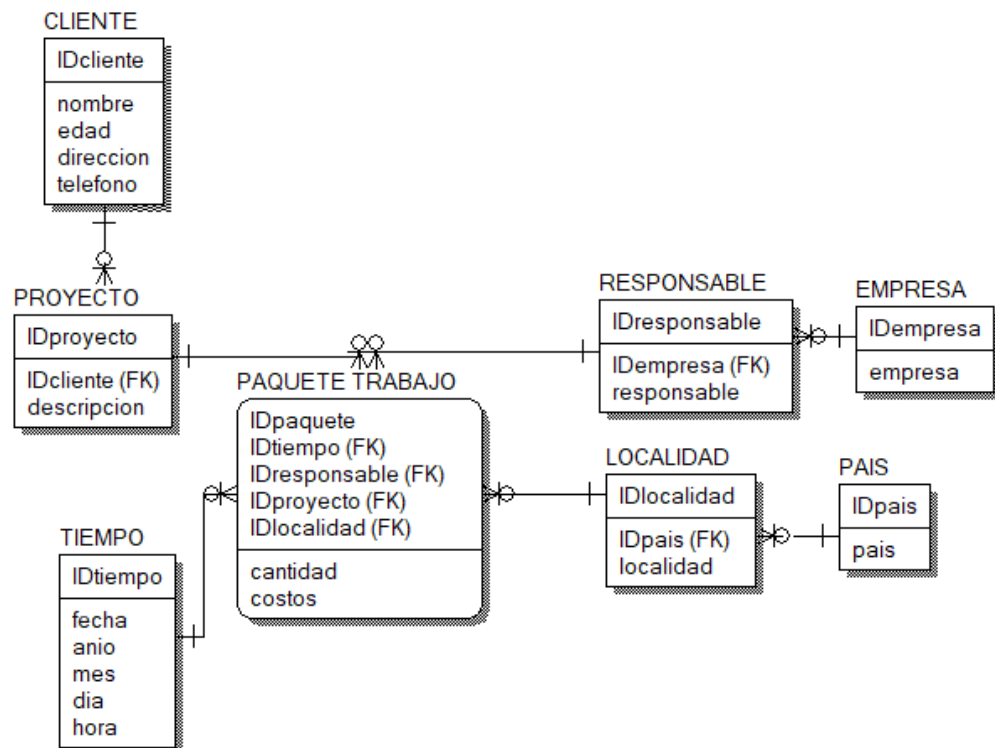 CLIENTE
IDcliente
nombre
edad
direccion
telefono
PROYECTO
IDproyecto
IDcliente (FK)
descripcion
PAQUETE TRABAJO
IDpaquete
IDtiempo (FK)
IDresponsable (FK)
IDproyecto (FK)
IDlocalidad (FK)
cantidad
costos
TIEMPO
IDtiempo
fecha
anio
mes
dia
hora
RESPONSABLE
IDresponsable
IDempresa (FK)
responsable
EMPRESA
IDempresa
empresa
LOCALIDAD
IDlocalidad
IDpais (FK)
localidad
PAIS
IDpais
pais